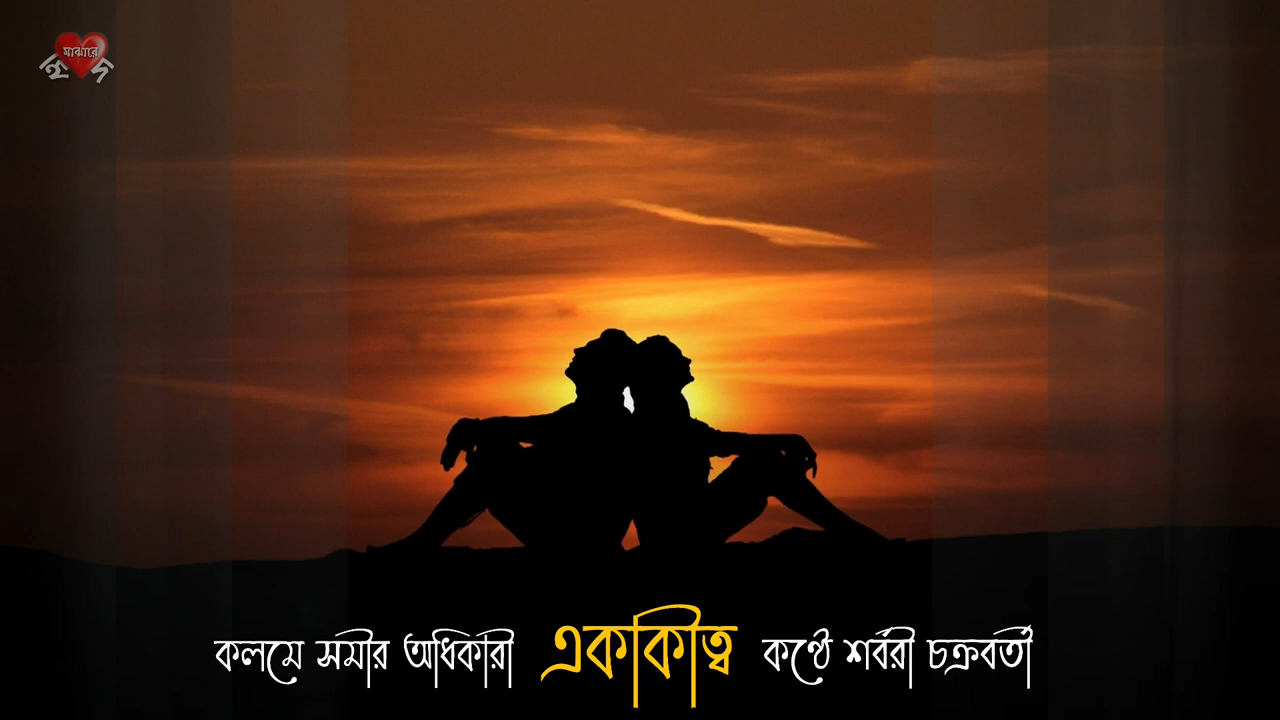 মাঝারে
হৃদ
কলমে সমীর অধিকারী একাকীত্ব কণ্ঠে শর্বরী চক্রবর্তী